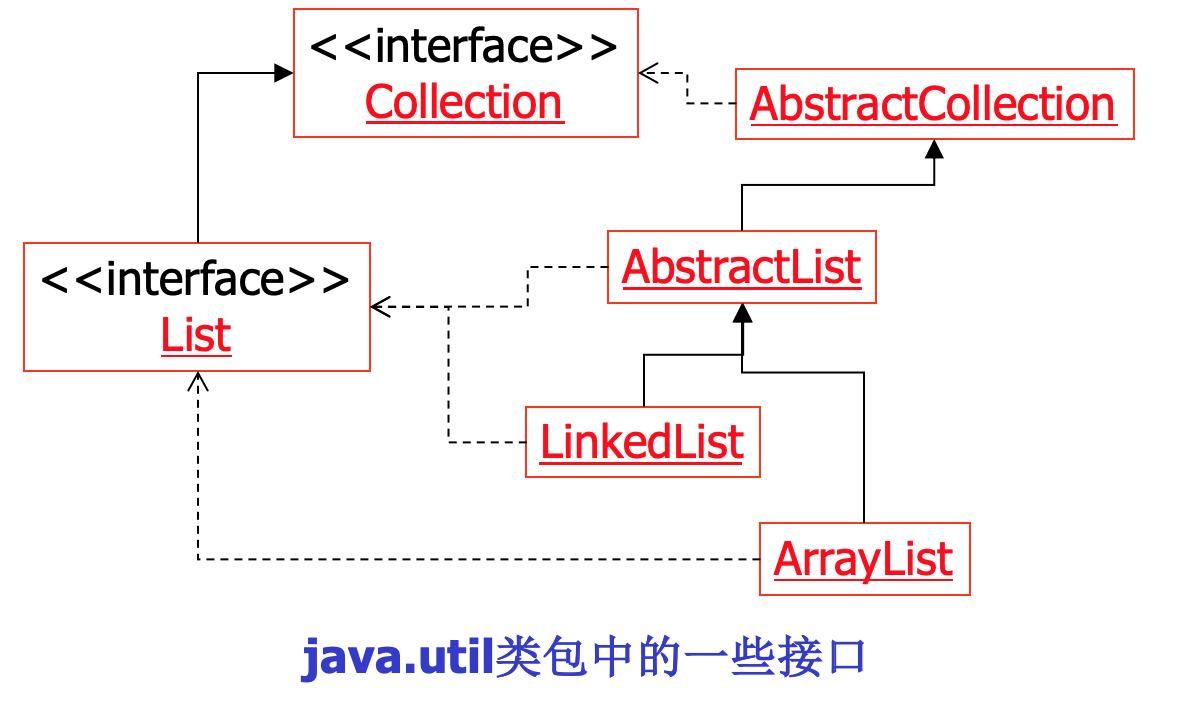 <<interface>>
Collection
AbstractCollection
<<interface>>
List
AbstractList
LinkedList
ArrayList
java.util类包中的一些接口